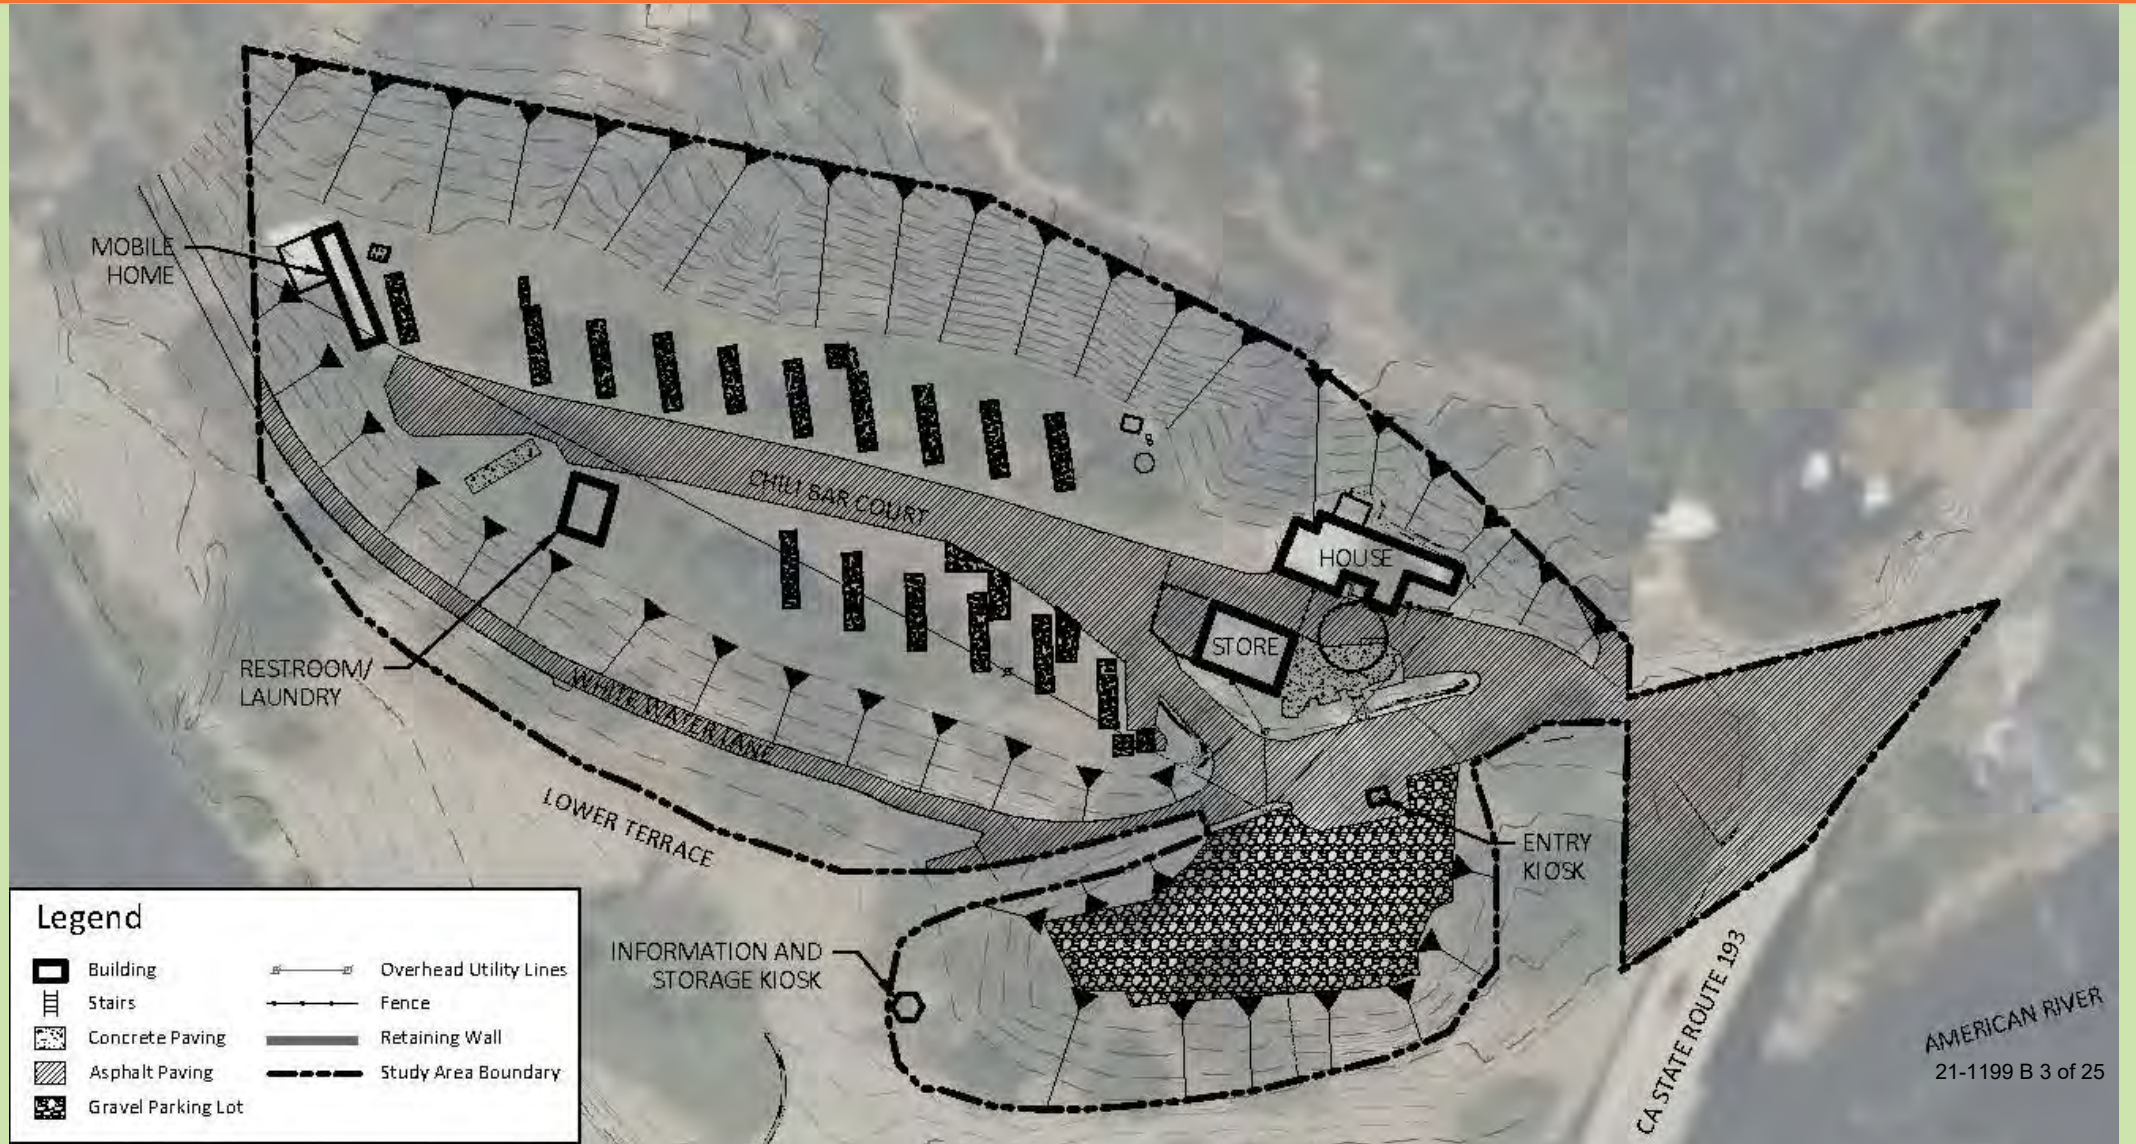 MOBILE
HOME
CHILI BAR COURT
HOUSE
STORE
RESTROOM/
LAUNDRY
WHITE WATER LANE
LOWER TERRACE
ENTRY
KIOSK
INFORMATION AND
STORAGE KIOSK
CA STATE ROUTE 193
AMERICAN RIVER
21-1199 B 3 of 25
Legend
Building
Stairs
Concrete Paving
Asphalt Paving
Gravel Parking Lot
Overhead Utility Lines
Fence
Retaining Wall
Study Area Boundary